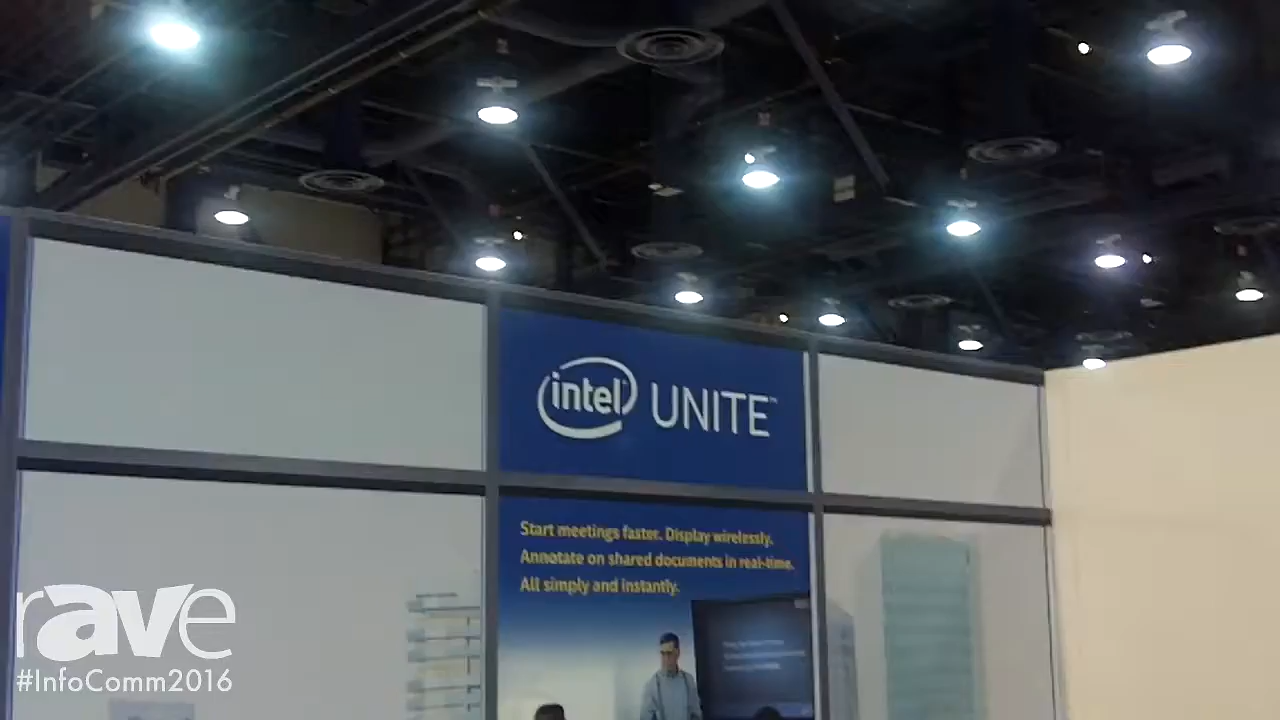 intel UNITE™
Start meetings faster. Display wirelessly.
Annotate on shared documents in real-time.
All simply and instantly.
rAVe
#InfoComm2016